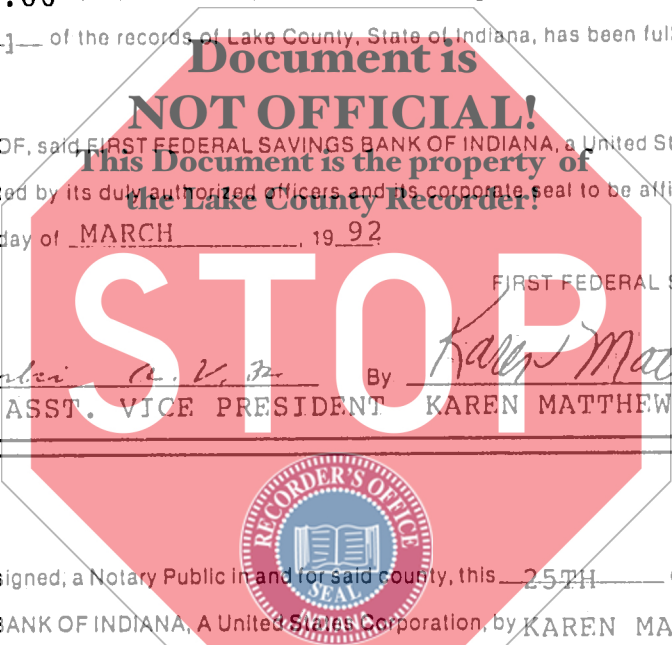 .00
of the records of Lake County, State of Indiana, has been ful
Document is
NOT OFFICIAL!
OF, said FIRST FEDERAL SAVINGS BANK OF INDIANA, a United St
This Document is the property of
ed by its duly authorized officers and its corporate seal to be affi
the Lake County Recorder!
day of MARCH, 19 92
STOP
FIRST FEDERAL S
By Karen Mat
ASST. VICE PRESIDENT KAREN MATTHEW
RECORDER'S OFFICE
SEAL
INDIANA
signed, a Notary Public in and for said county, this 25TH
BANK OF INDIANA, A United States Corporation, by KAREN MA